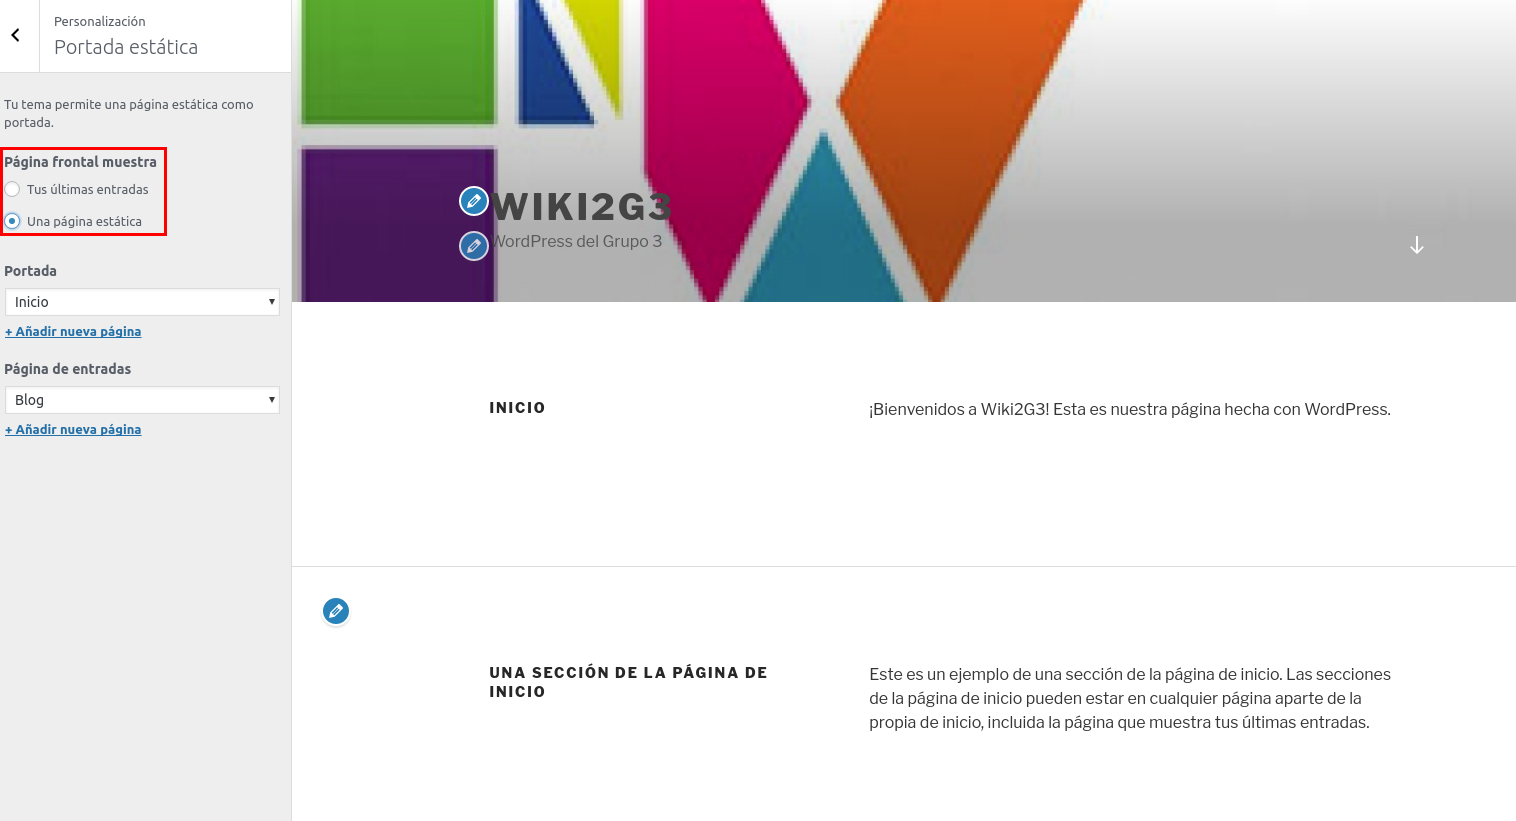 Personalización
Portada estática
Tu tema permite una página estática como
portada.
Página frontal muestra
Tus últimas entradas
Una página estática
Portada
Inicio
+ Añadir nueva página
Página de entradas
Blog
+ Añadir nueva página
WIKI2G3
WordPress del Grupo 3
INICIO
¡Bienvenidos a Wiki2G3! Esta es nuestra página hecha con WordPress.
UNA SECCIÓN DE LA PÁGINA DE
INICIO
Este es un ejemplo de una sección de la página de inicio. Las secciones
de la página de inicio pueden estar en cualquier página aparte de la
propia de inicio, incluida la página que muestra tus últimas entradas.